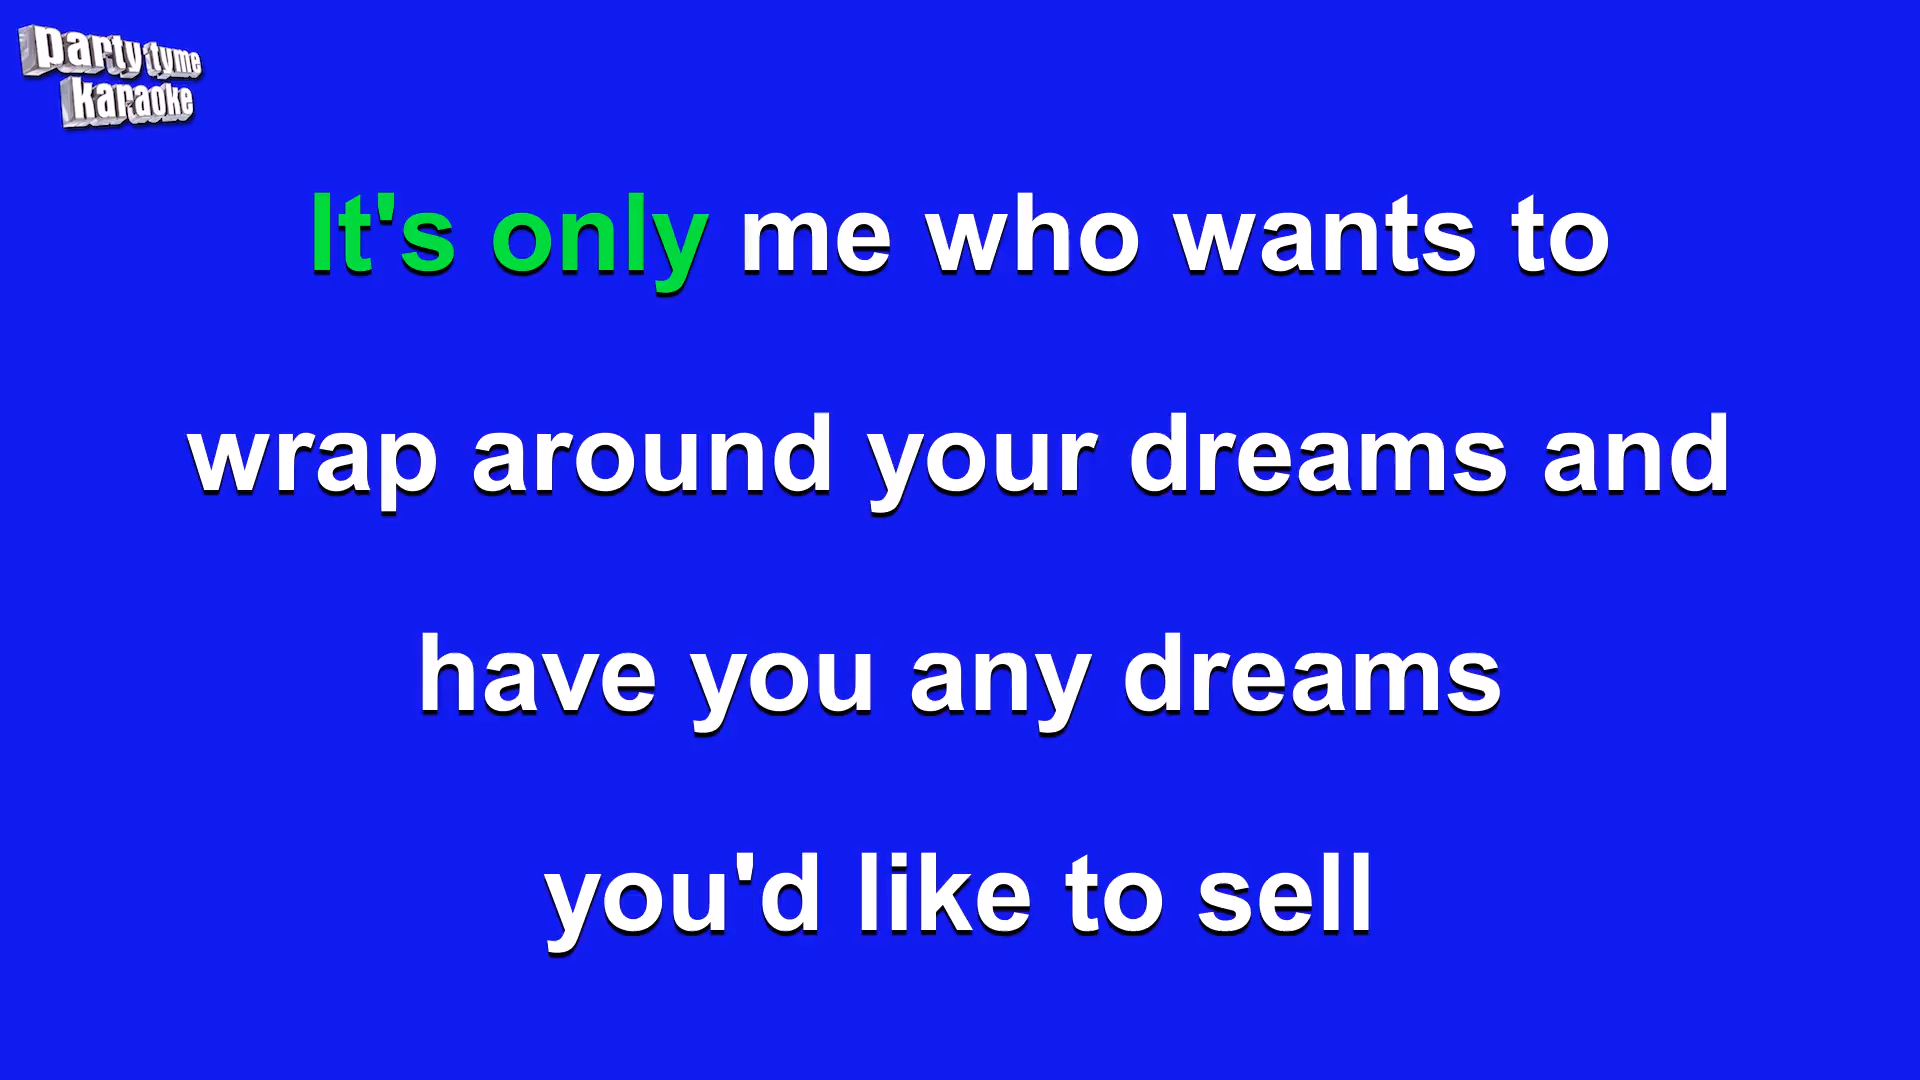 party tyme
karaoke
It's only me who wants to
wrap around your dreams and
have you any dreams
you'd like to sell